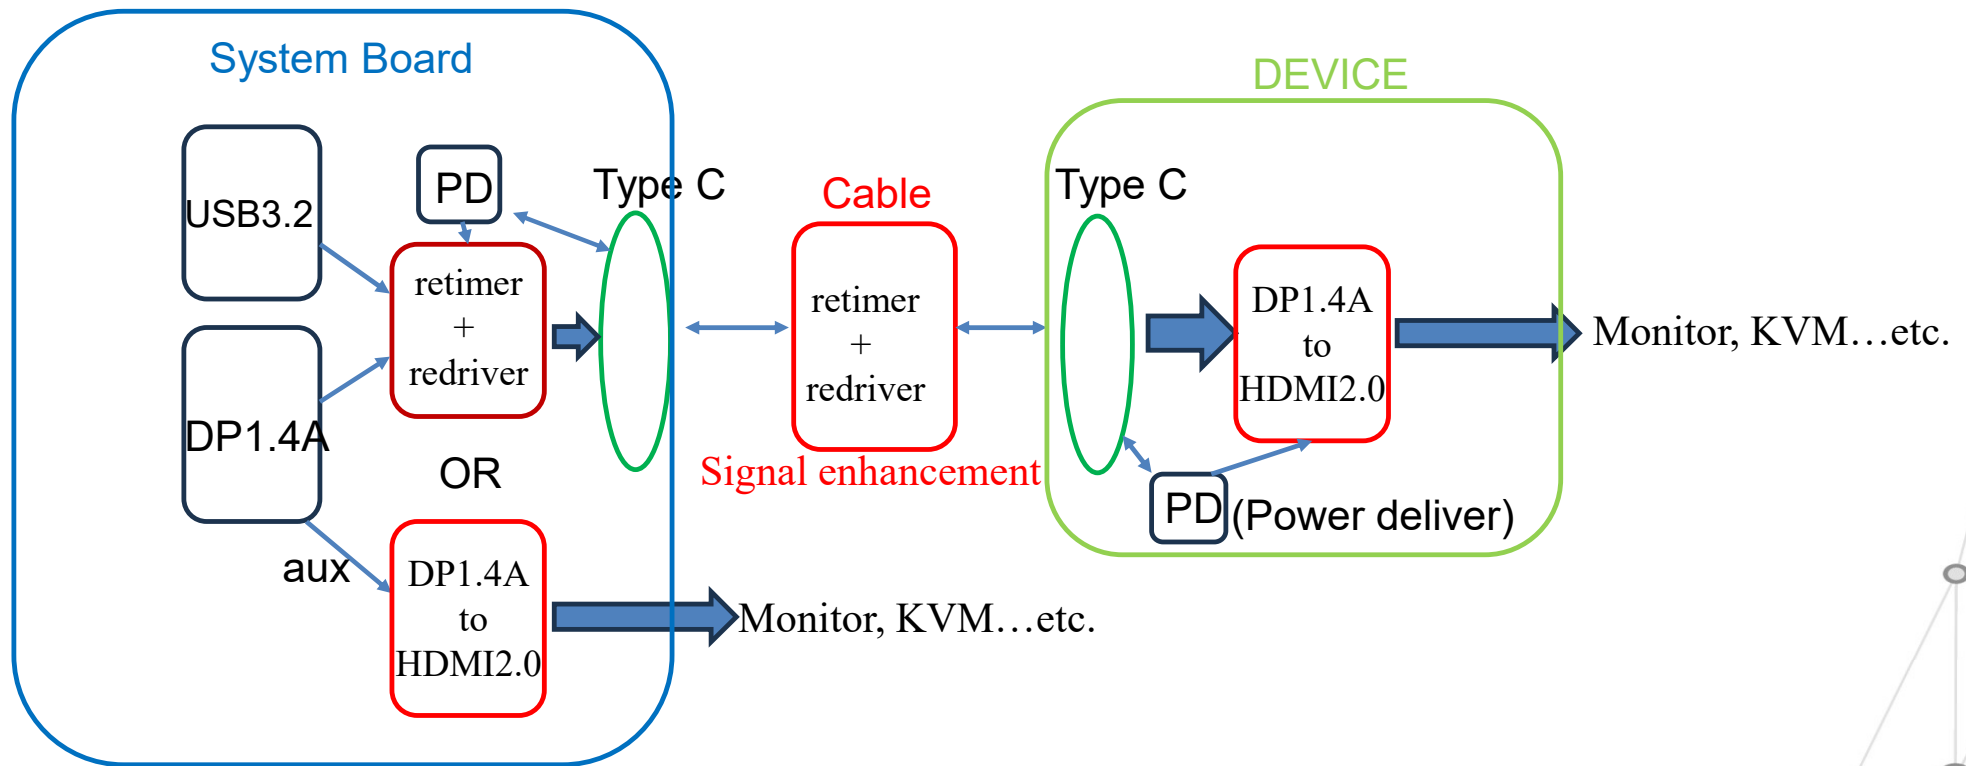 System Board
DEVICE
USB3.2
PD
Type C
Cable
Type C
retimer
+
redriver
retimer
+
redriver
DP1.4A
to
HDMI2.0
Monitor, KVM…etc.
DP1.4A
OR
Signal enhancement
PD
(Power deliver)
aux
DP1.4A
to
HDMI2.0
Monitor, KVM…etc.